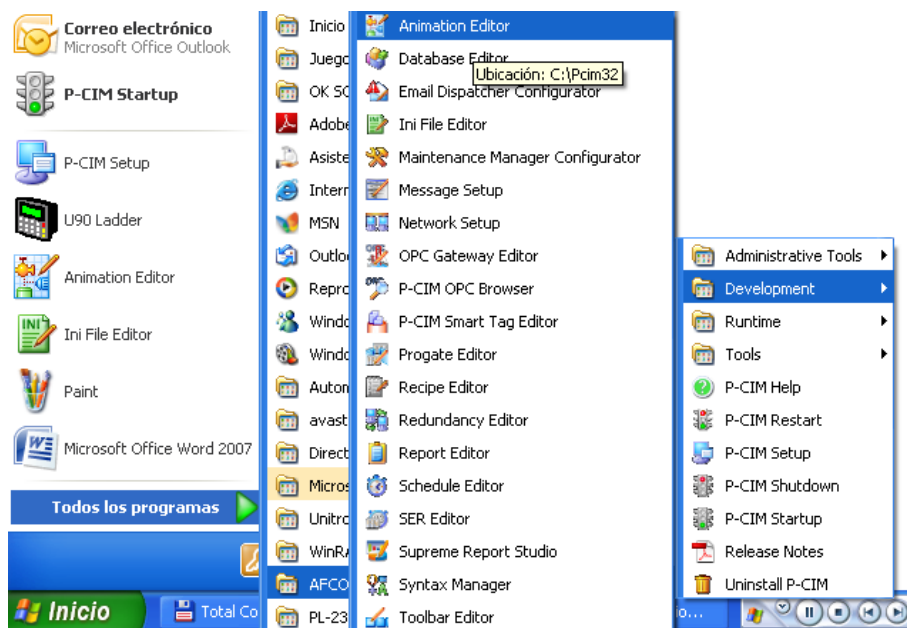 Correo electrónico
Microsoft Office Outlook
P-CIM Startup
P-CIM Setup
U90 Ladder
Animation Editor
Ini File Editor
Paint
Microsoft Office Word 2007
Todos los programas
Inicio
Total Co
Inicio
Juego
OK SO
Adobe
Asiste
Intern
MSN
Outloo
Repro
Windo
Windo
Autom
avast
Direct
Micros
Unitro
WinRA
AFCO
PL-23
Animation Editor
Database Editor
Ubicación: C:\Pcim32
Email Dispatcher Configurator
Ini File Editor
Maintenance Manager Configurator
Message Setup
Network Setup
OPC Gateway Editor
P-CIM OPC Browser
P-CIM Smart Tag Editor
Progate Editor
Recipe Editor
Redundancy Editor
Report Editor
Schedule Editor
SER Editor
Supreme Report Studio
Syntax Manager
Toolbar Editor
Administrative Tools
Development
Runtime
Tools
P-CIM Help
P-CIM Restart
P-CIM Setup
P-CIM Shutdown
P-CIM Startup
Release Notes
Uninstall P-CIM
o...